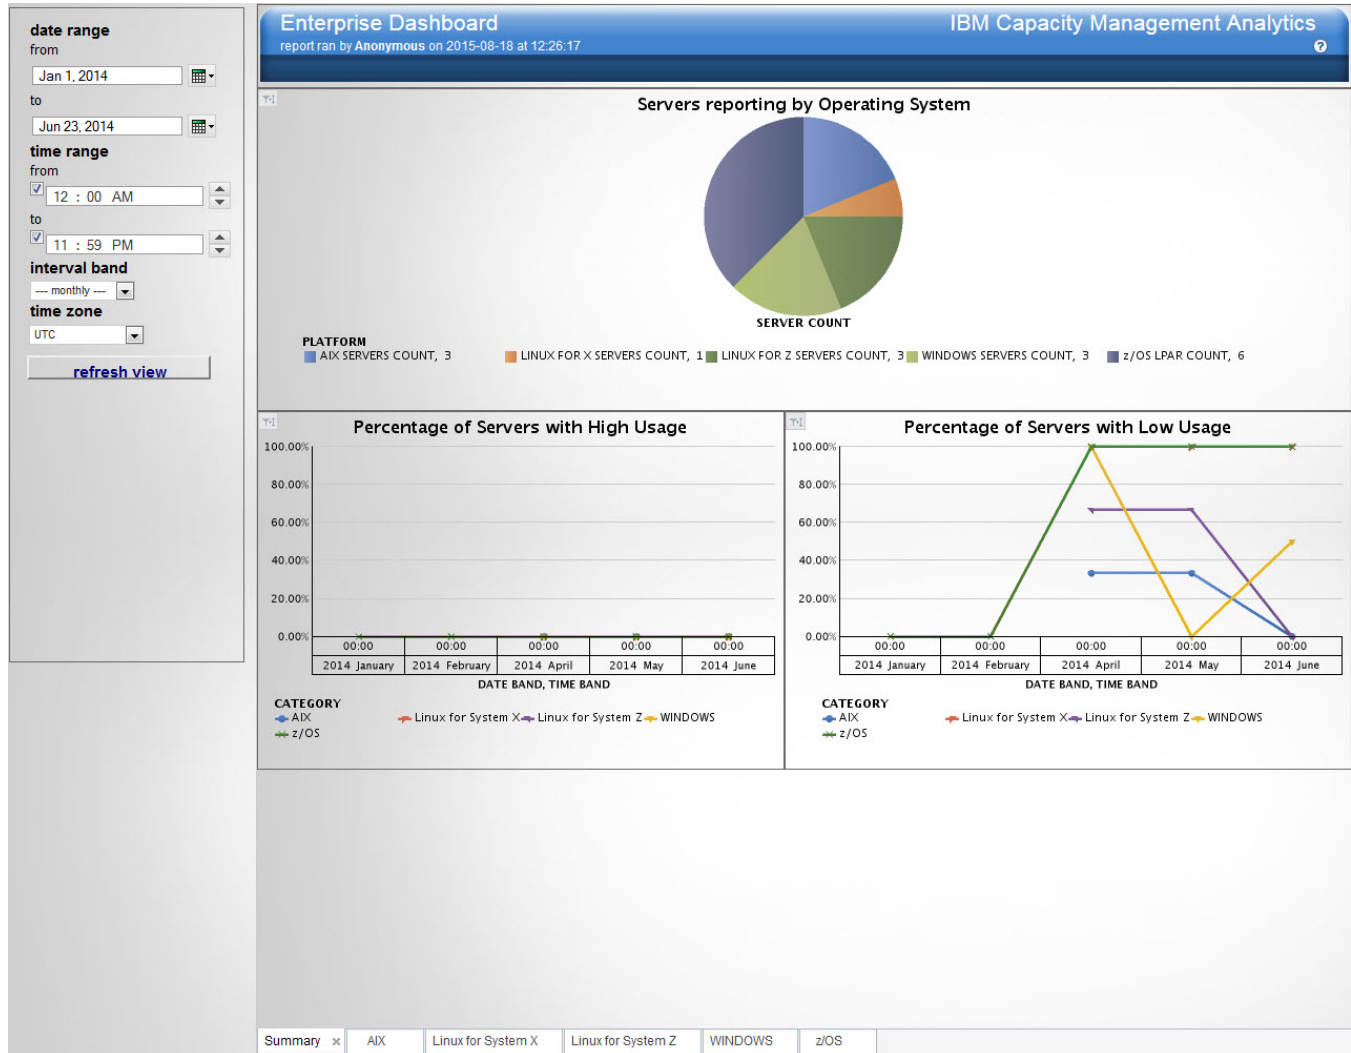 date range
from
Jan 1, 2014
to
Jun 23, 2014
time range
from
12 : 00 AM
to
11 : 59 PM
interval band
--- monthly ---
time zone
UTC
refresh view
Enterprise Dashboard
IBM Capacity Management Analytics
report ran by Anonymous on 2015-08-18 at 12:26:17
?
Servers reporting by Operating System
SERVER COUNT
PLATFORM
AIX SERVERS COUNT, 3
LINUX FOR X SERVERS COUNT, 1
LINUX FOR Z SERVERS COUNT, 3
WINDOWS SERVERS COUNT, 3
z/OS LPAR COUNT, 6
Percentage of Servers with High Usage
100.00%
80.00%
60.00%
40.00%
20.00%
0.00%
00:00 00:00 00:00 00:00 00:00
2014 January 2014 February 2014 April 2014 May 2014 June
DATE BAND, TIME BAND
CATEGORY
AIX Linux for System X Linux for System Z WINDOWS
z/OS
Percentage of Servers with Low Usage
100.00%
80.00%
60.00%
40.00%
20.00%
0.00%
00:00 00:00 00:00 00:00 00:00
2014 January 2014 February 2014 April 2014 May 2014 June
DATE BAND, TIME BAND
CATEGORY
AIX Linux for System X Linux for System Z WINDOWS
z/OS
Summary × AIX Linux for System X Linux for System Z WINDOWS z/OS